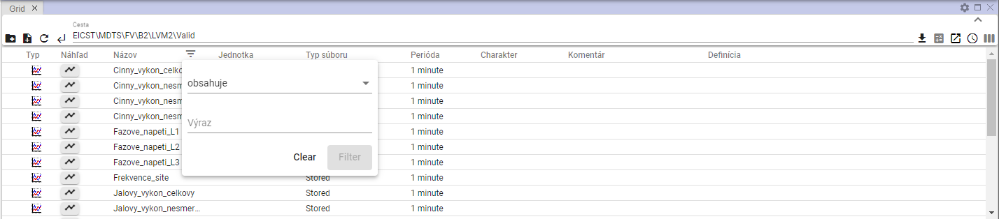 Grid
Cesta
EICST\MDTS\FV\B2\LVM2\Valid
Typ Náhľad Názov Jednotka Typ súboru Perióda Charakter Komentár Definícia
Cinny_vykon_celko 1 minute
Cinny_vykon_nesm 1 minute
Cinny_vykon_nesm 1 minute
Cinny_vykon_nesm 1 minute
Fazove_napeti_L1 1 minute
Fazove_napeti_L2 1 minute
Fazove_napeti_L3 1 minute
Frekvence_site Stored 1 minute
Jalovy_vykon_celkovy Stored 1 minute
Jalovy_vykon_nesmer... Stored 1 minute
obsahuje
Výraz
Clear Filter